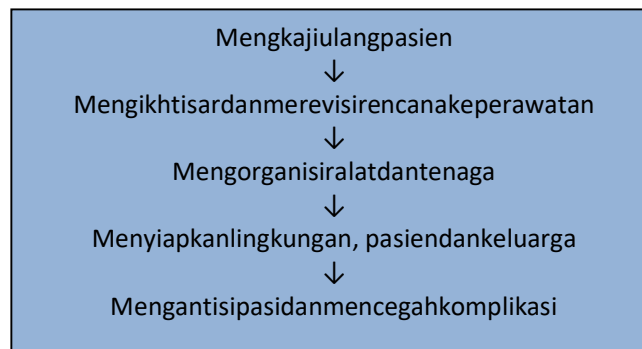 Mengkajiulangpasien
↓
Mengikhtisardanmerevisirencanakeperawatan
↓
Mengorganisiralatdantenaga
↓
Menyiapkanlingkungan, pasiendankeluarga
↓
Mengantisipasidanmencegahkomplikasi